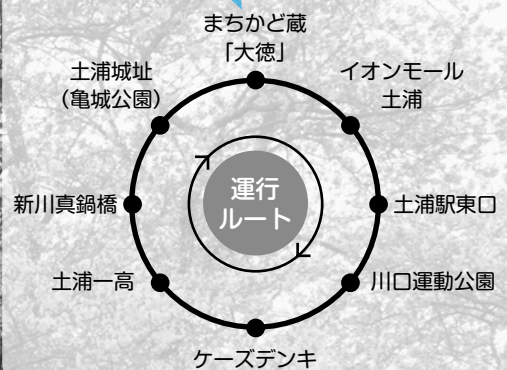 まちかど蔵
「大徳」
イオンモール
土浦
土浦駅東口
川口運動公園
ケーズデンキ
土浦一高
新川真鍋橋
土浦城址
（亀城公園）
運行
ルート